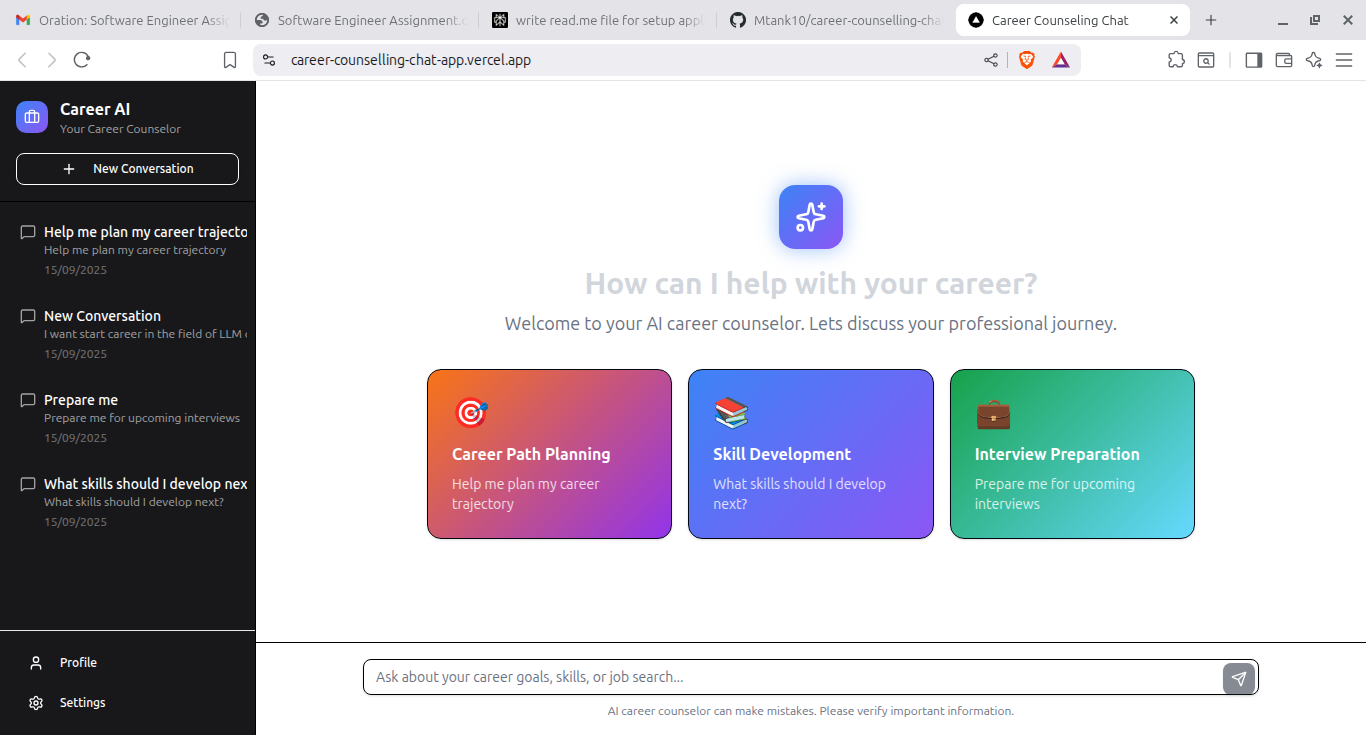 Oration: Software Engineer Assig
Software Engineer Assignment.
write read.me file for setup appl
Mtank10/career-counselling-cha
Career Counseling Chat
career-counselling-chat-app.vercel.app
Career AI
Your Career Counselor
New Conversation
Help me plan my career trajecto
Help me plan my career trajectory
15/09/2025
New Conversation
I want start career in the field of LLM
15/09/2025
Prepare me
Prepare me for upcoming interviews
15/09/2025
What skills should I develop nex
What skills should I develop next?
15/09/2025
Profile
Settings
How can I help with your career?
Welcome to your AI career counselor. Lets discuss your professional journey.
Career Path Planning
Help me plan my career
trajectory
Skill Development
What skills should I develop
next?
Interview Preparation
Prepare me for upcoming
interviews
Ask about your career goals, skills, or job search...
AI career counselor can make mistakes. Please verify important information.